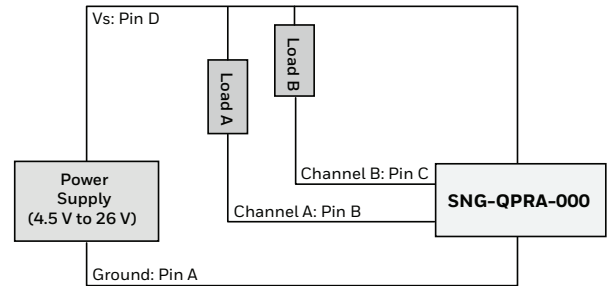 Vs: Pin D
Load A
Load B
Channel B: Pin C
Channel A: Pin B
Power
Supply
(4.5 V to 26 V)
SNG-QPRA-000
Ground: Pin A